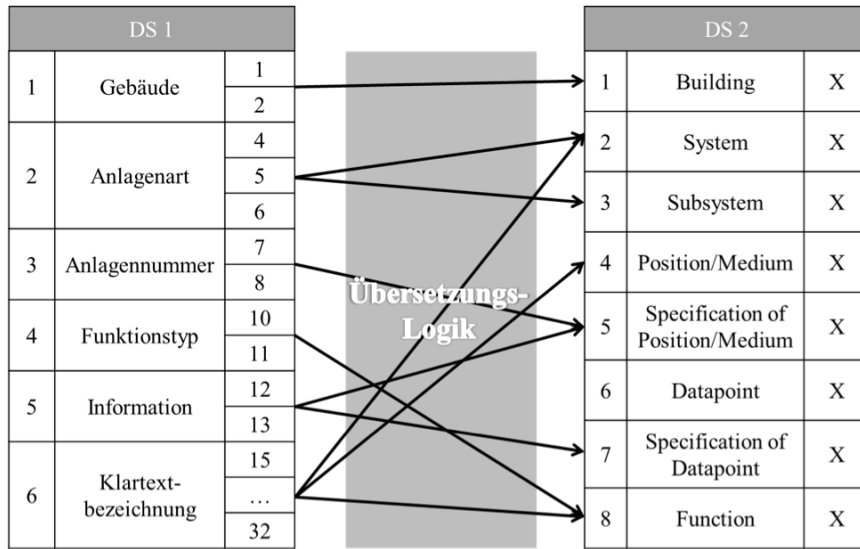 DS 1
1 Gebäude 1
2
2 Anlagenart 4
5
6
3 Anlagennummer 7
8
4 Funktionstyp 10
11
5 Information 12
13
6 Klartext-
bezeichnung 15
...
32
Übersetzungs-
Logik
DS 2
1 Building X
2 System X
3 Subsystem X
4 Position/Medium X
5 Specification of
Position/Medium X
6 Datapoint X
7 Specification of
Datapoint X
8 Function X